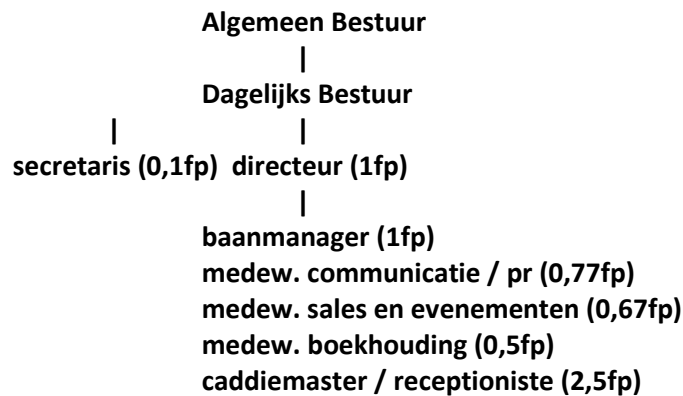 Algemeen Bestuur
|
Dagelijks Bestuur
| |
secretaris (0,1fp) directeur (1fp)
|
baanmanager (1fp)
medew. communicatie / pr (0,77fp)
medew. sales en evenementen (0,67fp)
medew. boekhouding (0,5fp)
caddiemaster / receptioniste (2,5fp)